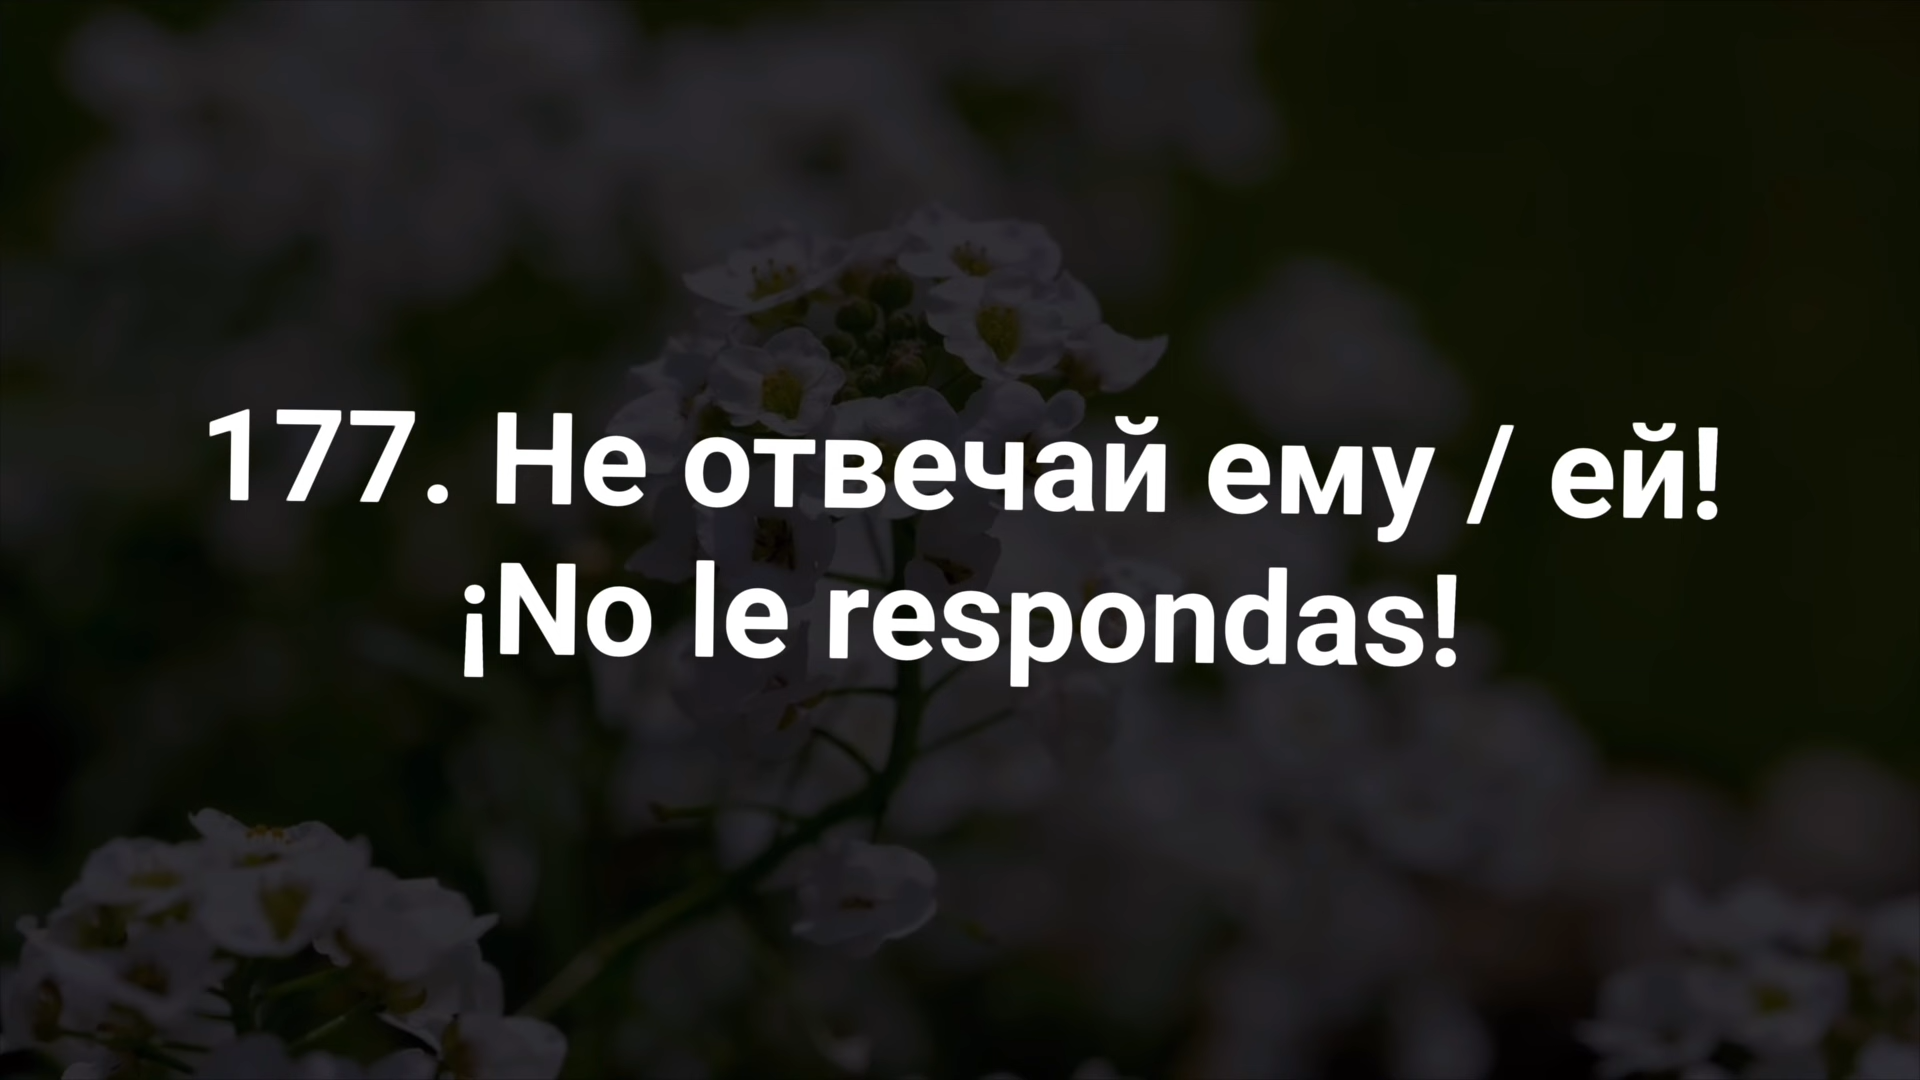 177. Не отвечай ему / ей!
¡No le respondas!